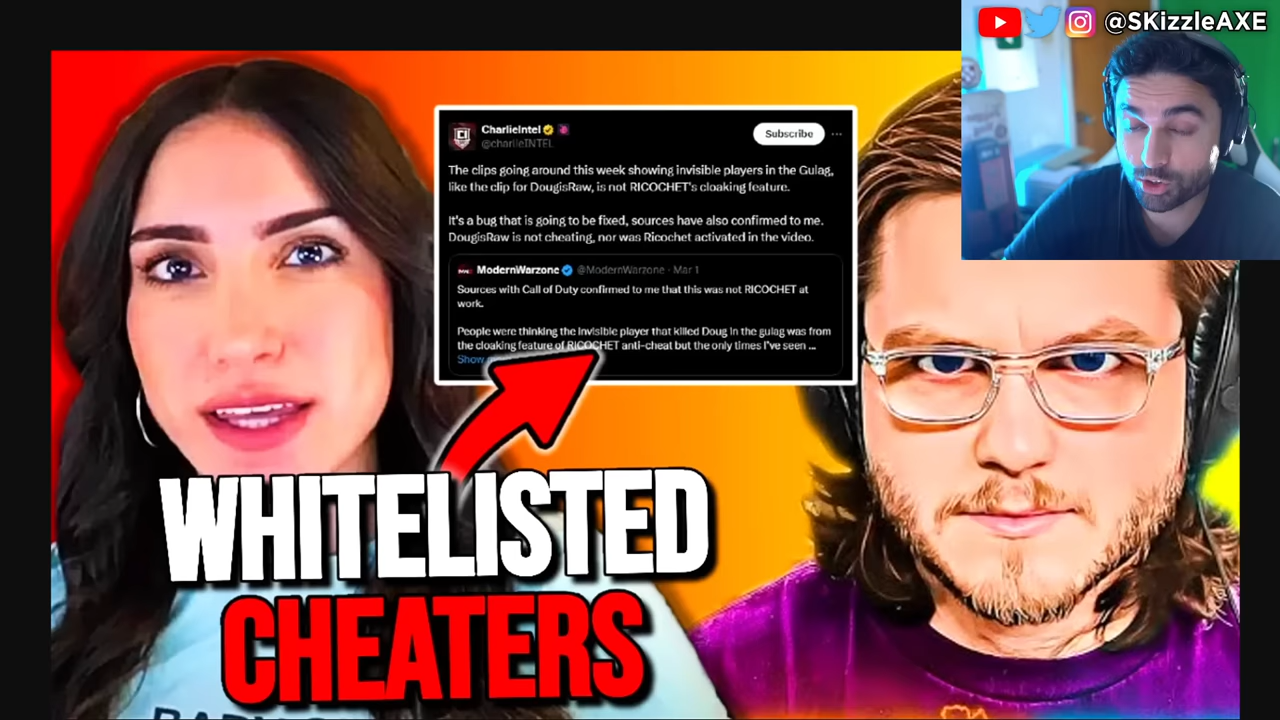 @SKizzleAXE
CharlieIntel
@charlieINTEL
Subscribe
The clips going around this week showing invisible players in the Gulag,
like the clip for DougisRaw, is not RICOCHET's cloaking feature.
It's a bug that is going to be fixed, sources have also confirmed to me.
DougisRaw is not cheating, nor was Ricochet activated in the video.
ModernWarzone @ModernWarzone · Mar 1
Sources with Call of Duty confirmed to me that this was not RICOCHET at
work.
People were thinking the invisible player that killed Doug in the gulag was from
the cloaking feature of RICOCHET anti-cheat but the only times I've seen ...
Show
WHITELISTED
CHEATERS